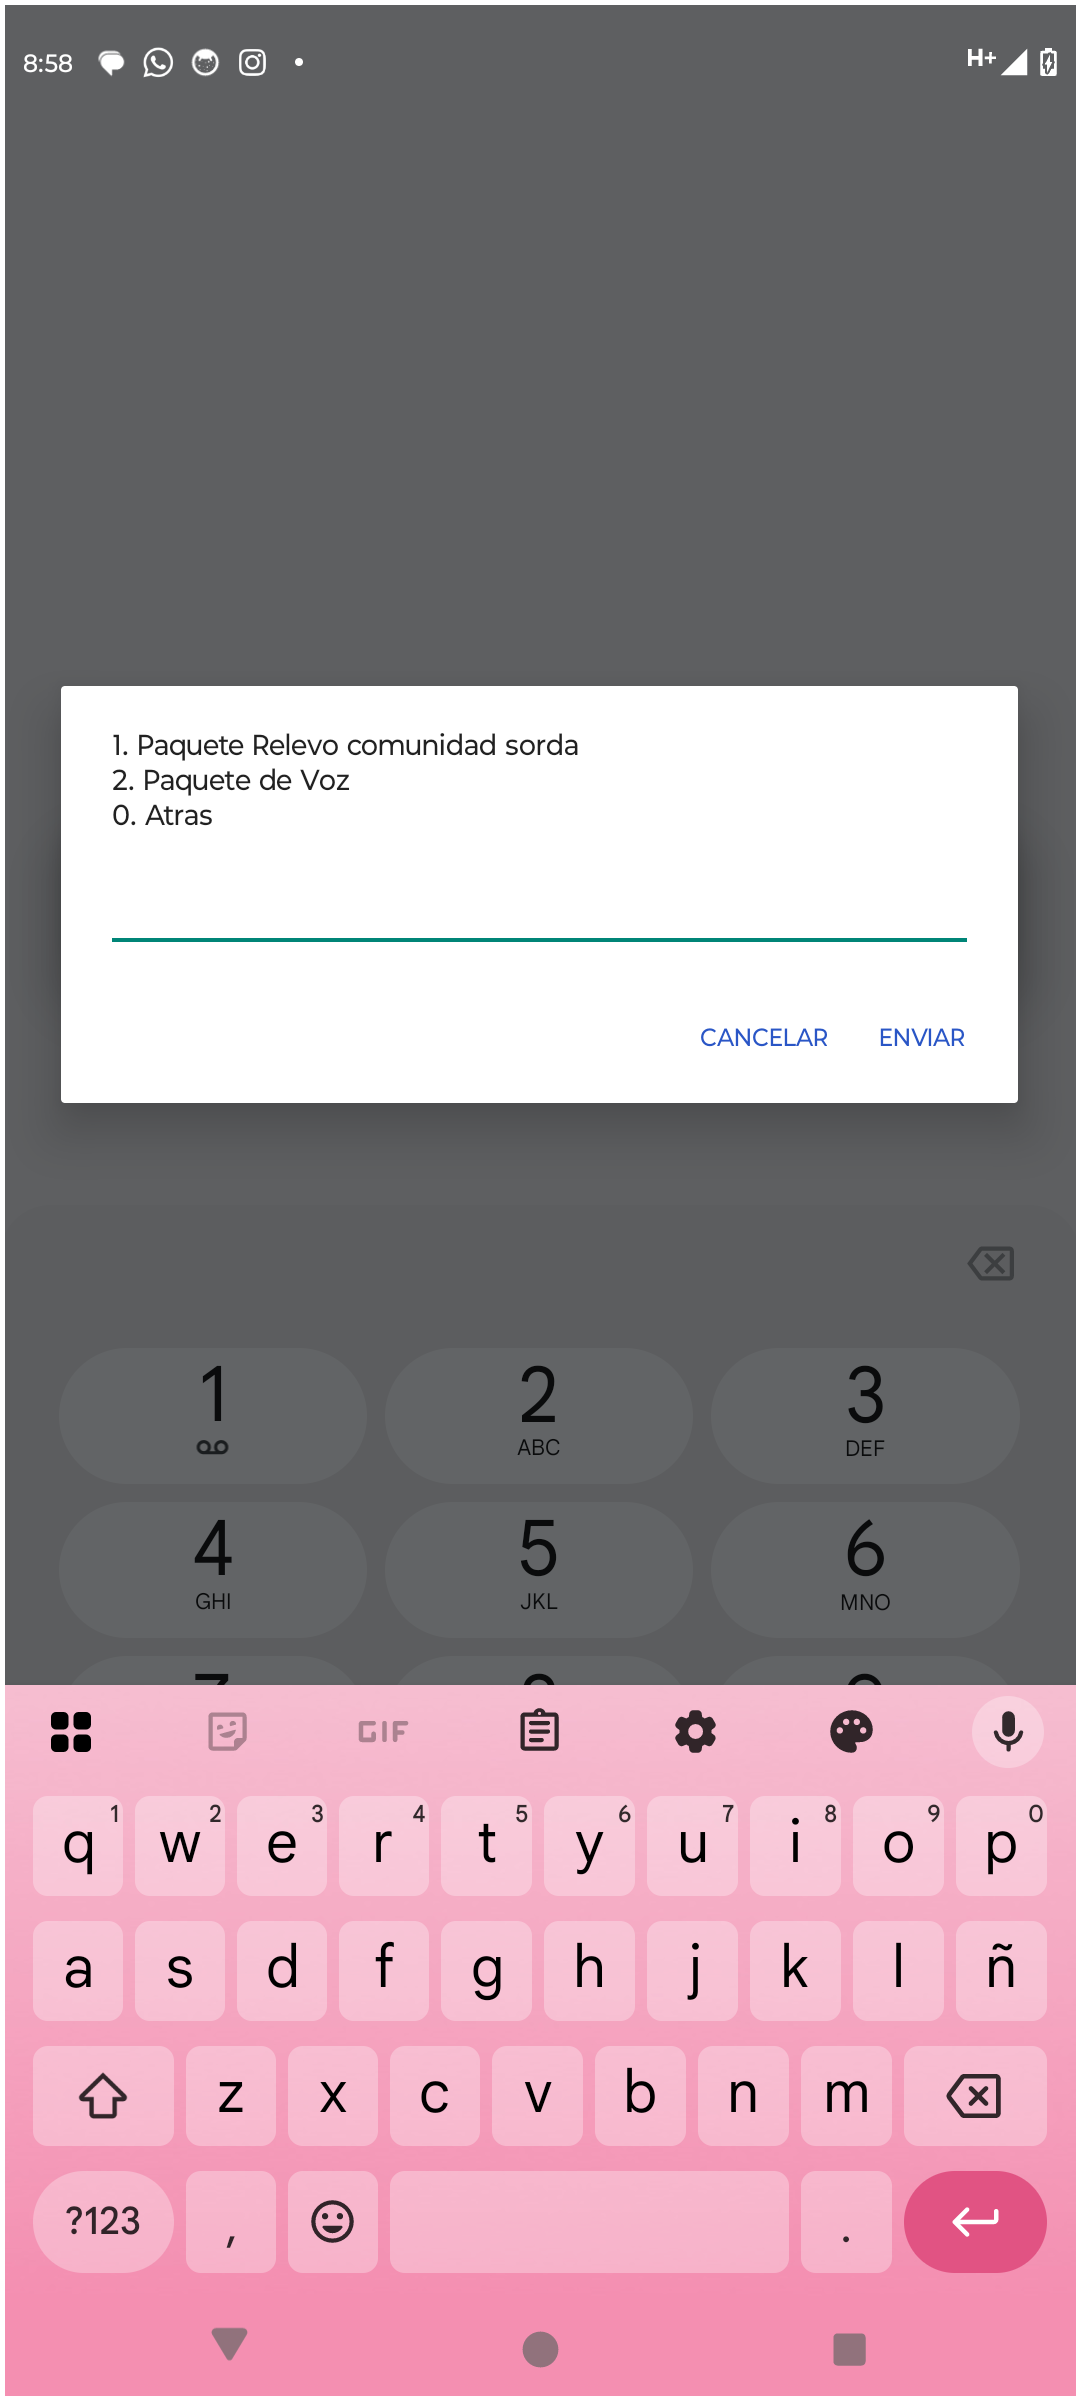 8:58 H+
1. Paquete Relevo comunidad sorda
2. Paquete de Voz
0. Atras
CANCELAR ENVIAR
1 2 3
ABC DEF
4 5 6
GHI JKL MNO
GIF
1 2 3 4 5 6 7 8 9 0
q w e r t y u i o p
a s d f g h j k l ñ
z x c v b n m
?123 , .